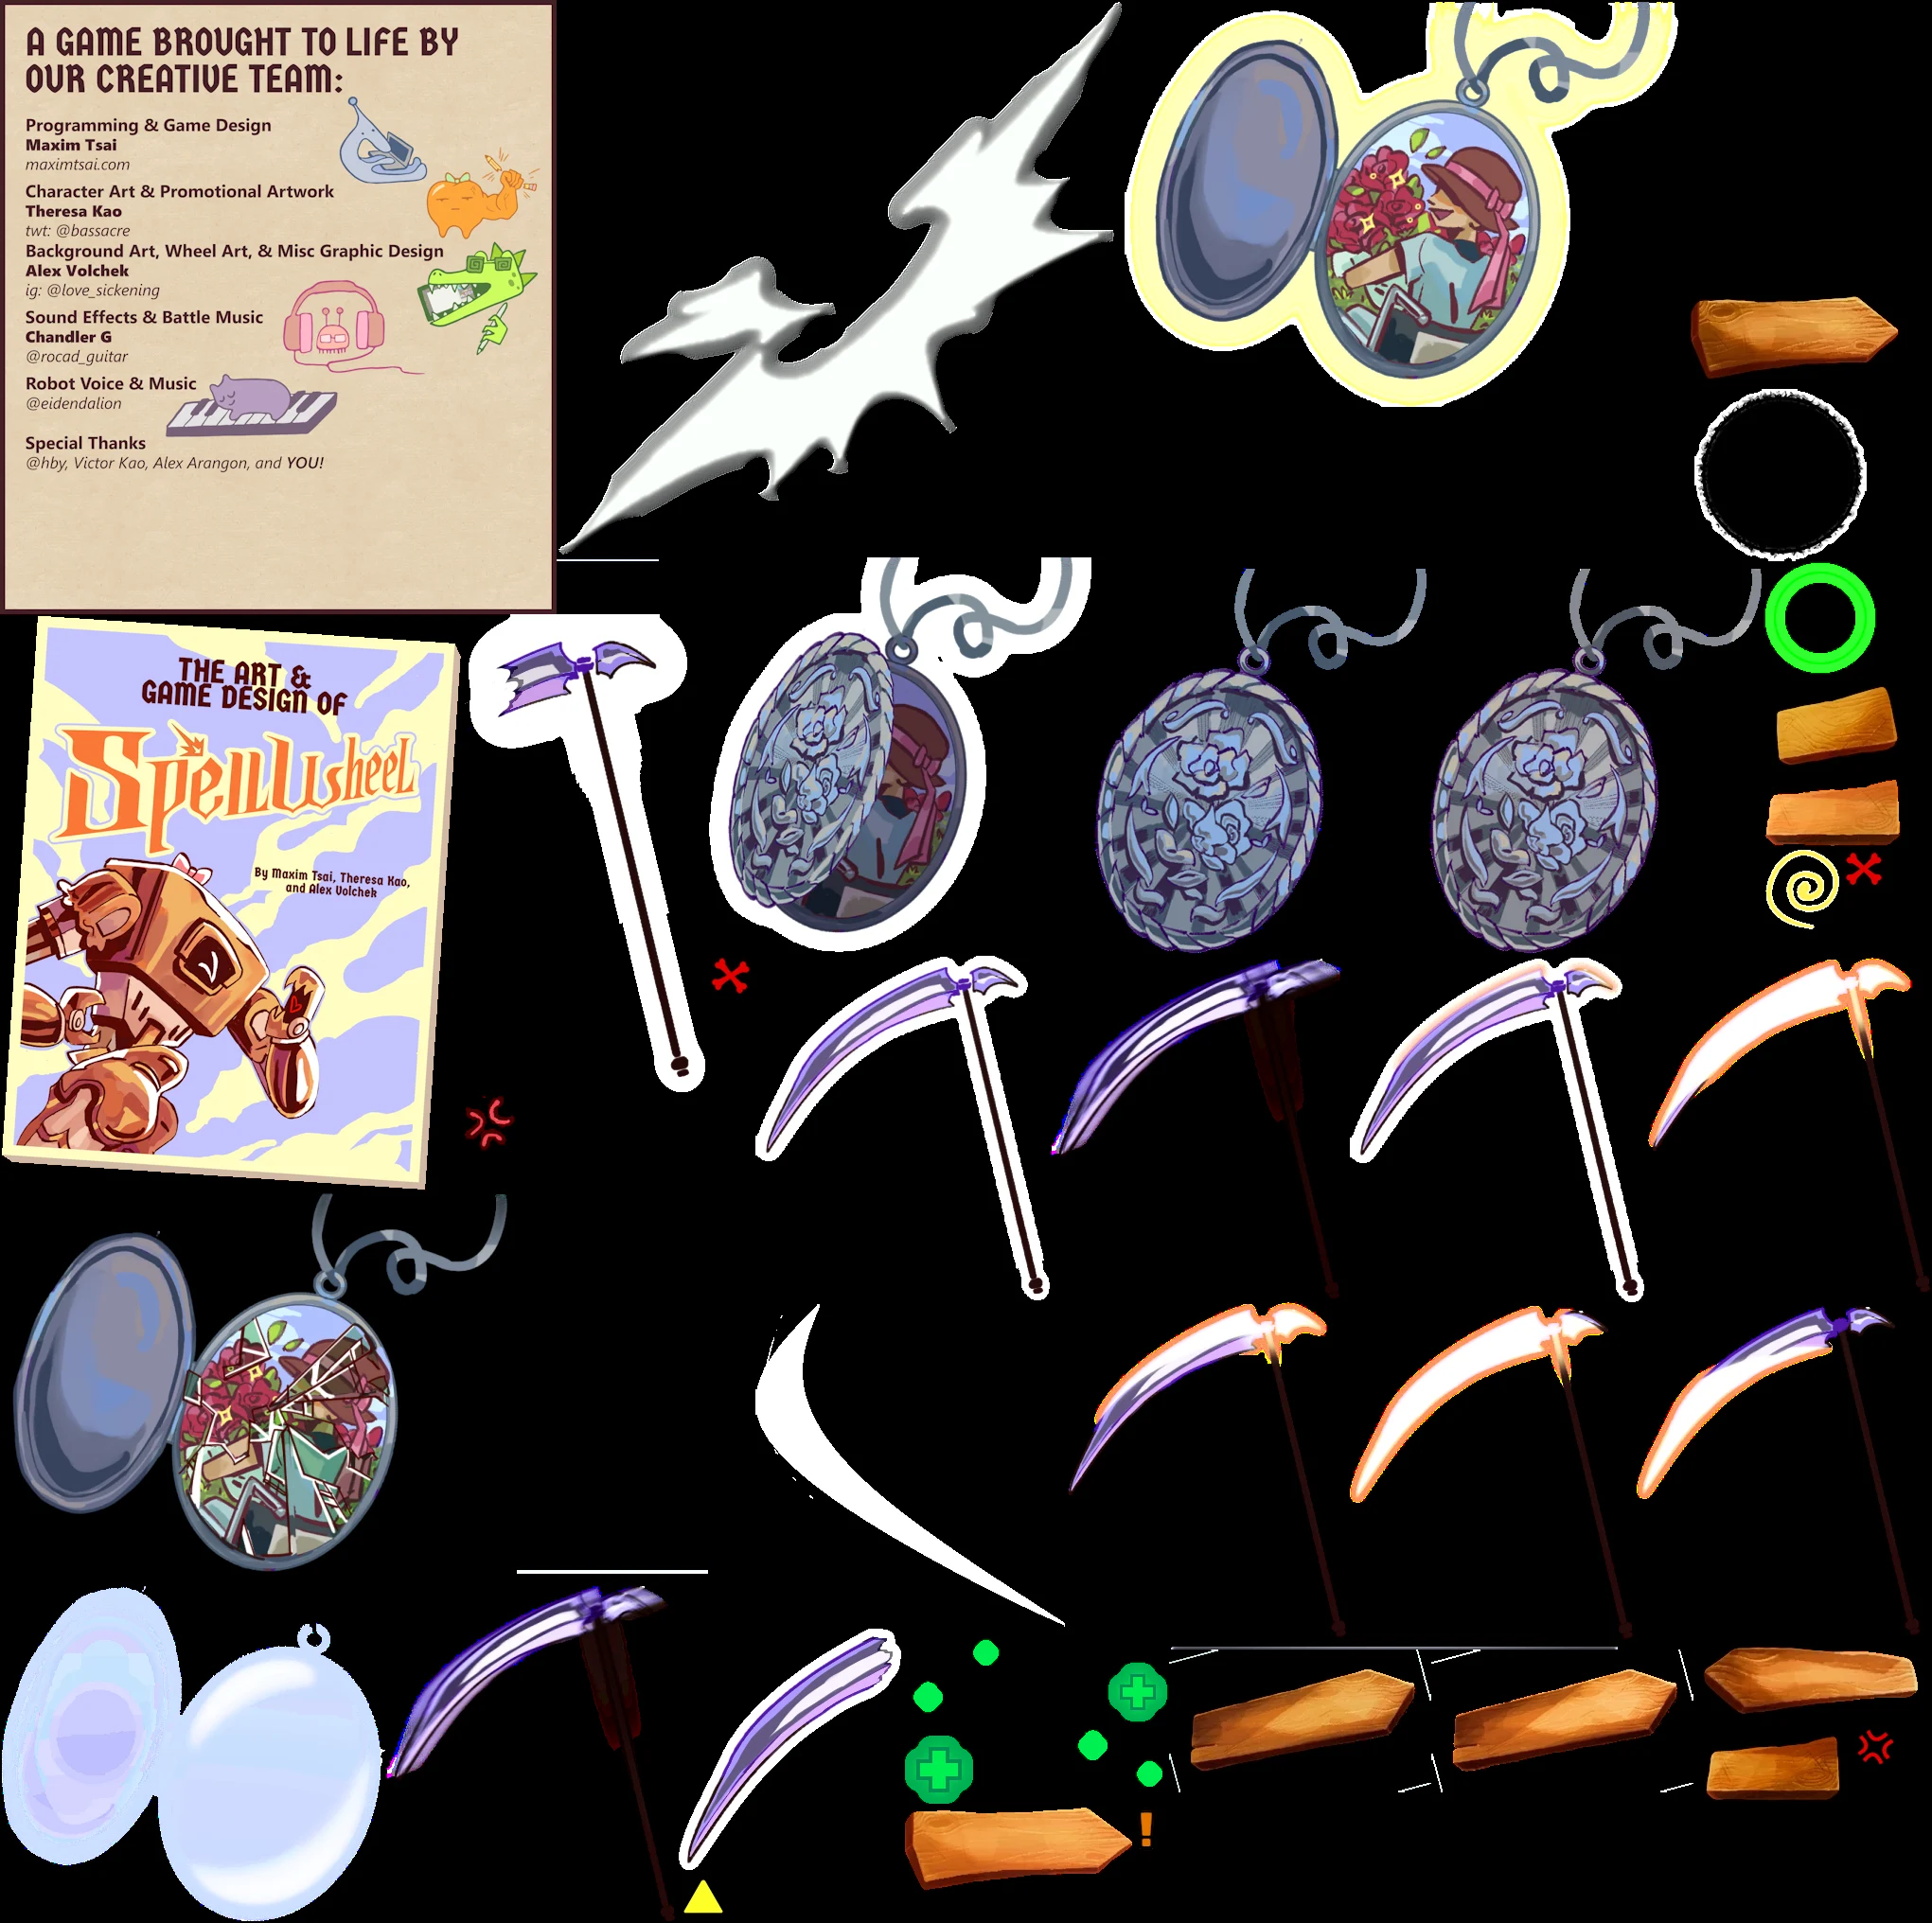 A GAME BROUGHT TO LIFE BY
OUR CREATIVE TEAM:
Programming & Game Design
Maxim Tsai
maximtsai.com
Character Art & Promotional Artwork
Theresa Kao
twt: @bassacre
Background Art, Wheel Art, & Misc Graphic Design
Alex Volchek
ig: @love_sickening
Sound Effects & Battle Music
Chandler G
@rocad_guitar
Robot Voice & Music
@eidendalion
Special Thanks
@hby, Victor Kao, Alex Arangon, and YOU!
THE ART &
GAME DESIGN OF
Spellwheel
By Maxim Tsai, Theresa Kao,
and Alex Volchek
!